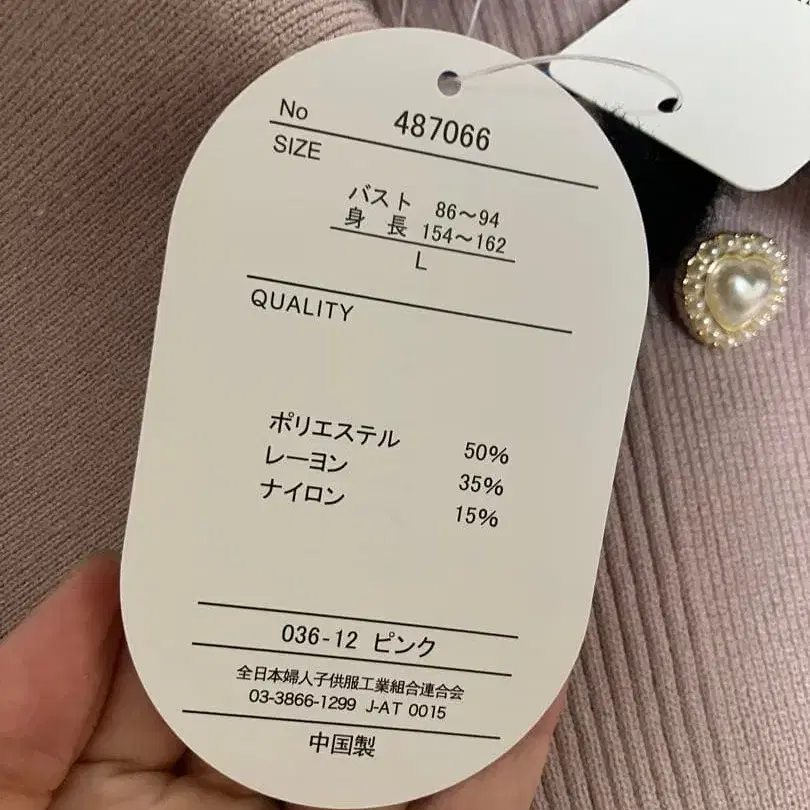 No 487066
SIZE
バスト 86～94
身 長 154～162
L
QUALITY
ポリエステル 50%
レーヨン 35%
ナイロン 15%
036-12 ピンク
全日本婦人子供服工業組合連合会
03-3866-1299 J-AT 0015
中国製